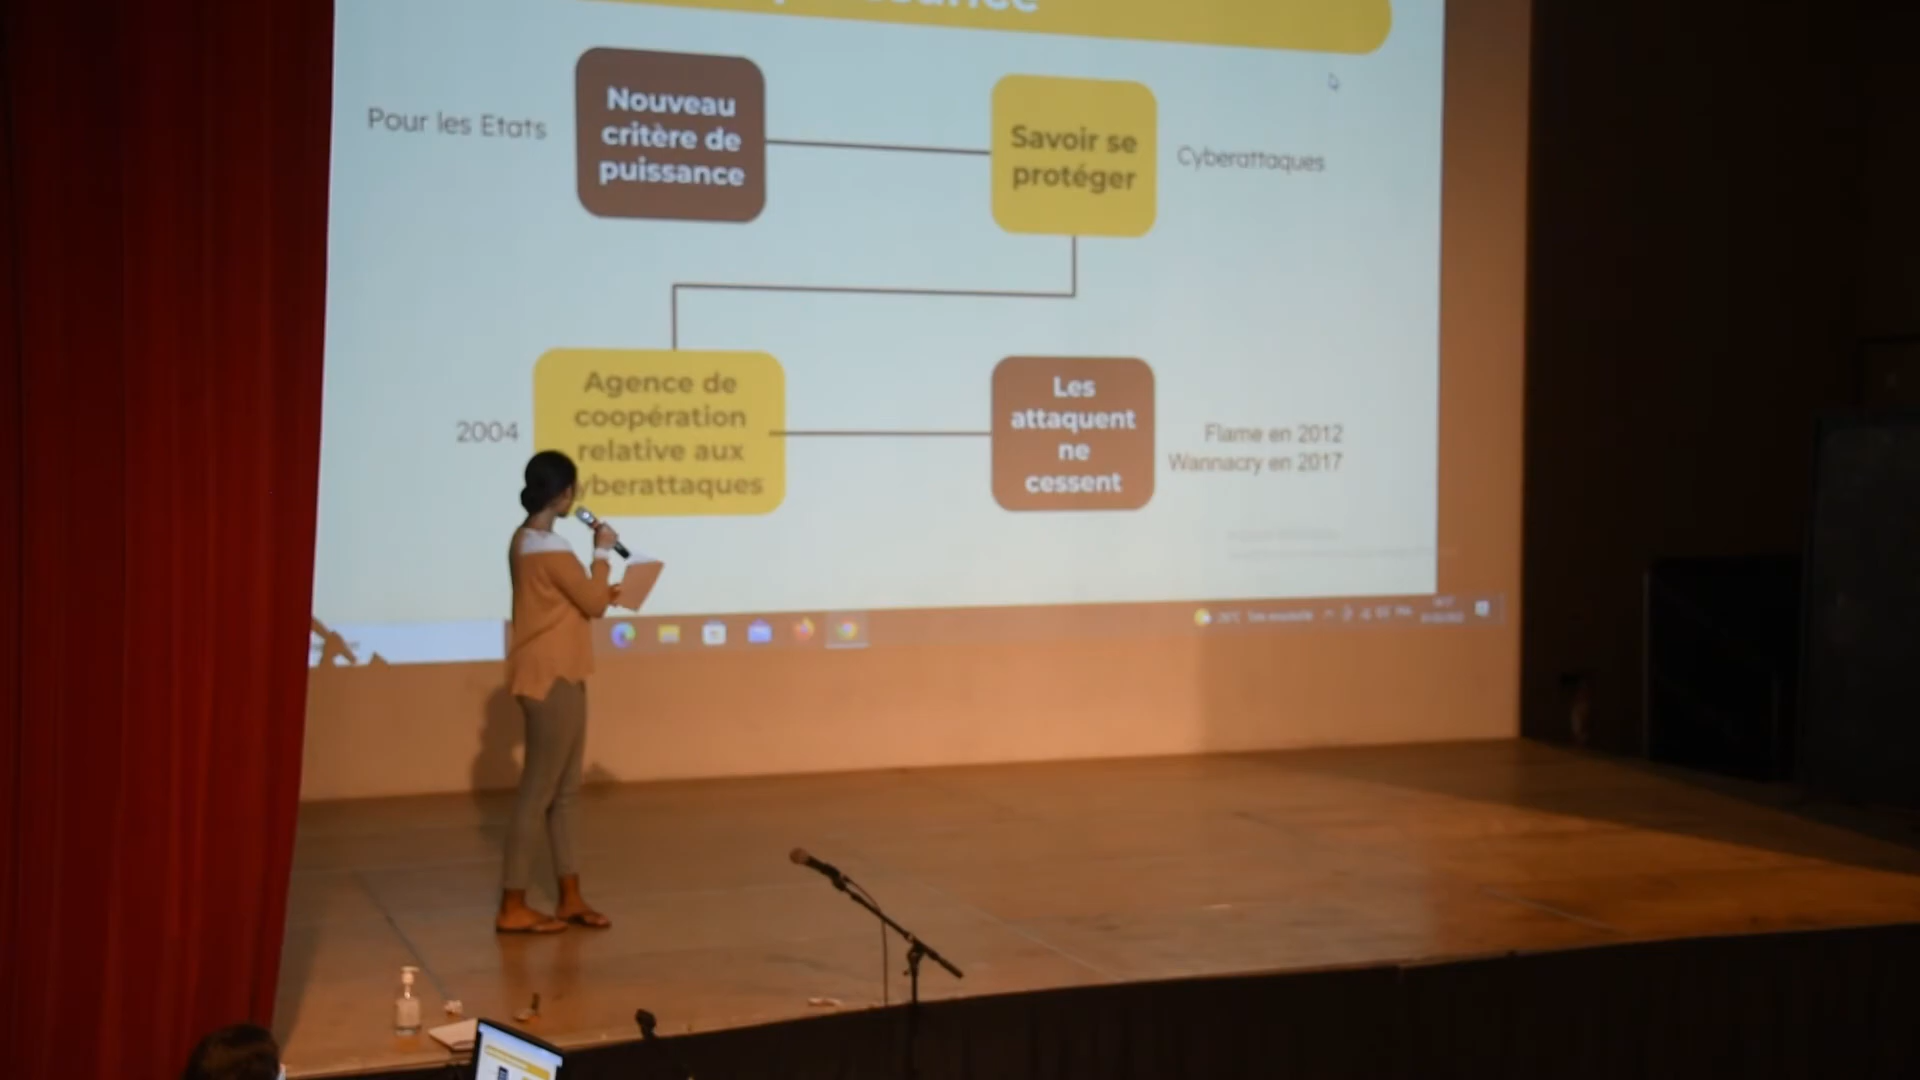 Pour les Etats
Nouveau
critère de
puissance
Savoir se
protéger
Cyberattaques
2004
Agence de
coopération
relative aux
yberattaques
Les
attaquent
ne
cessent
Flame en 2012
Wannacry en 2017